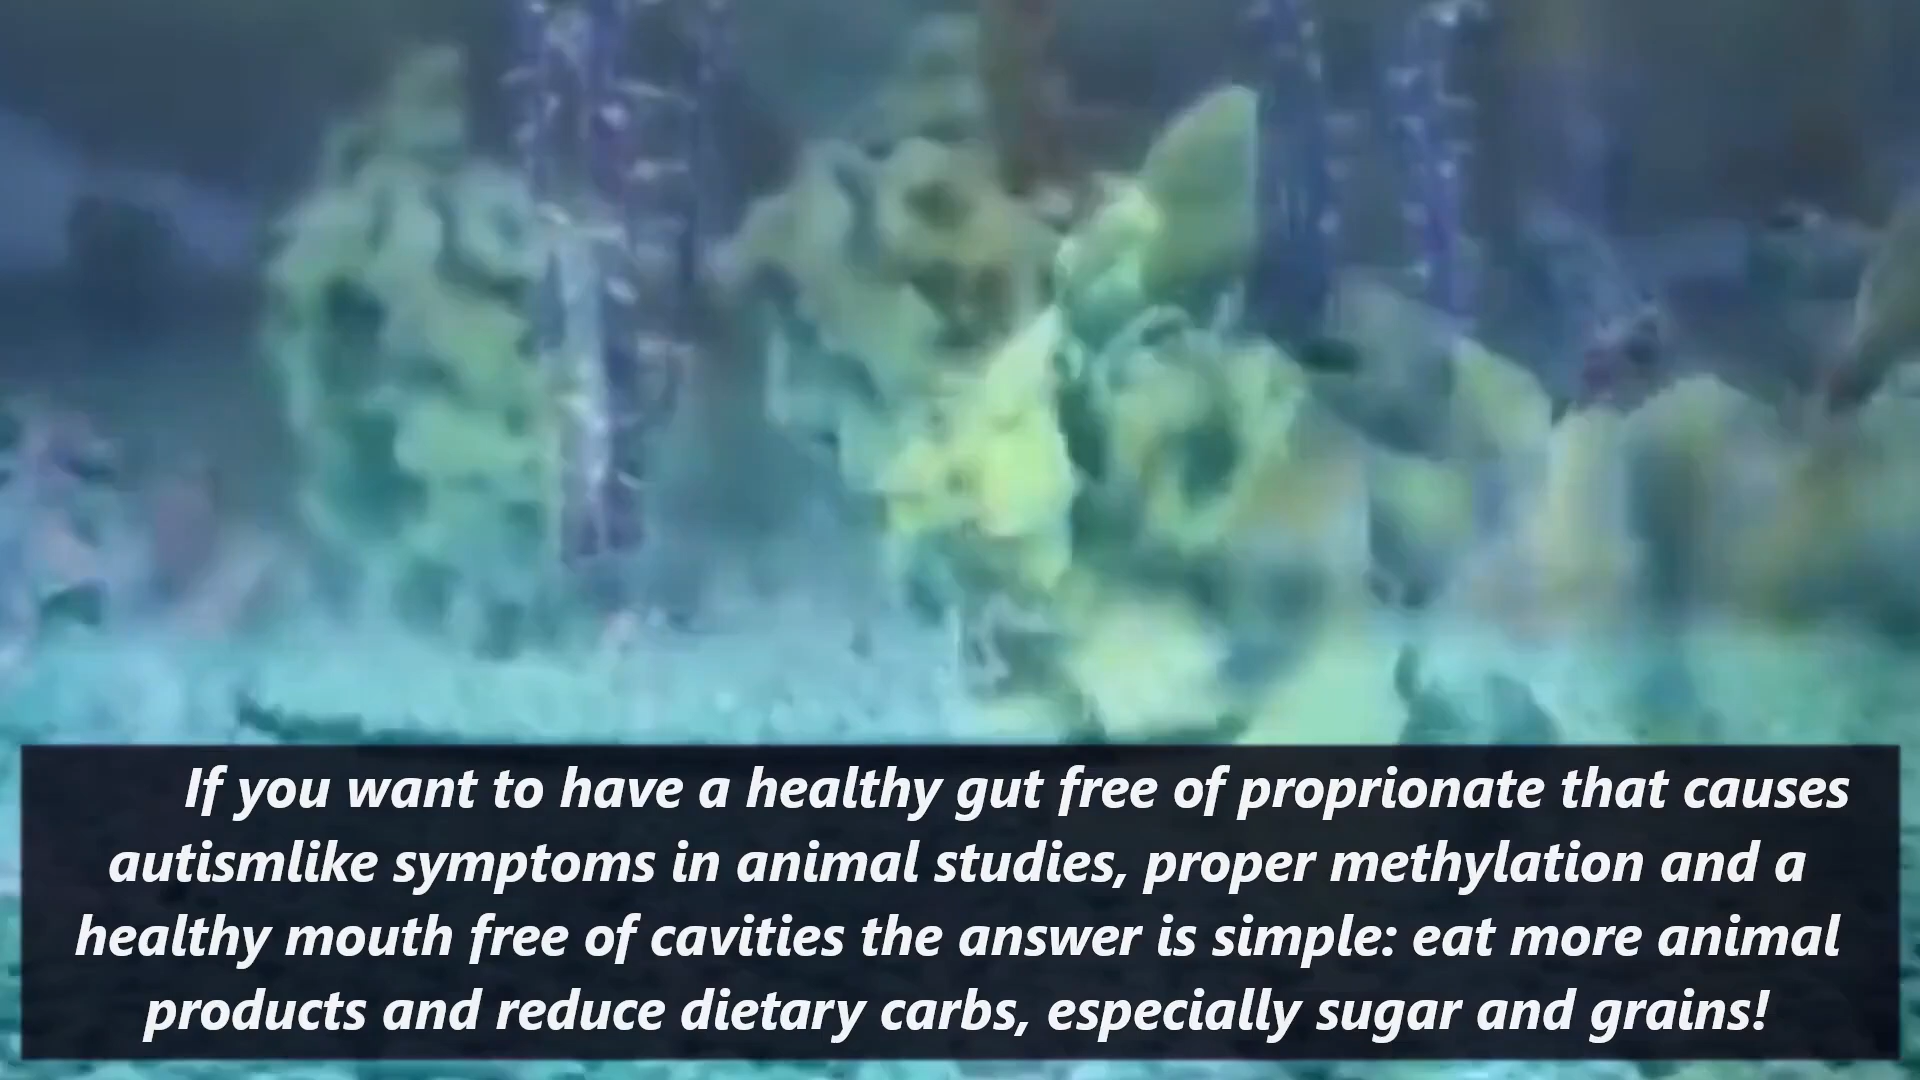 If you want to have a healthy gut free of proprionate that causes
autismlike symptoms in animal studies, proper methylation and a
healthy mouth free of cavities the answer is simple: eat more animal
products and reduce dietary carbs, especially sugar and grains!